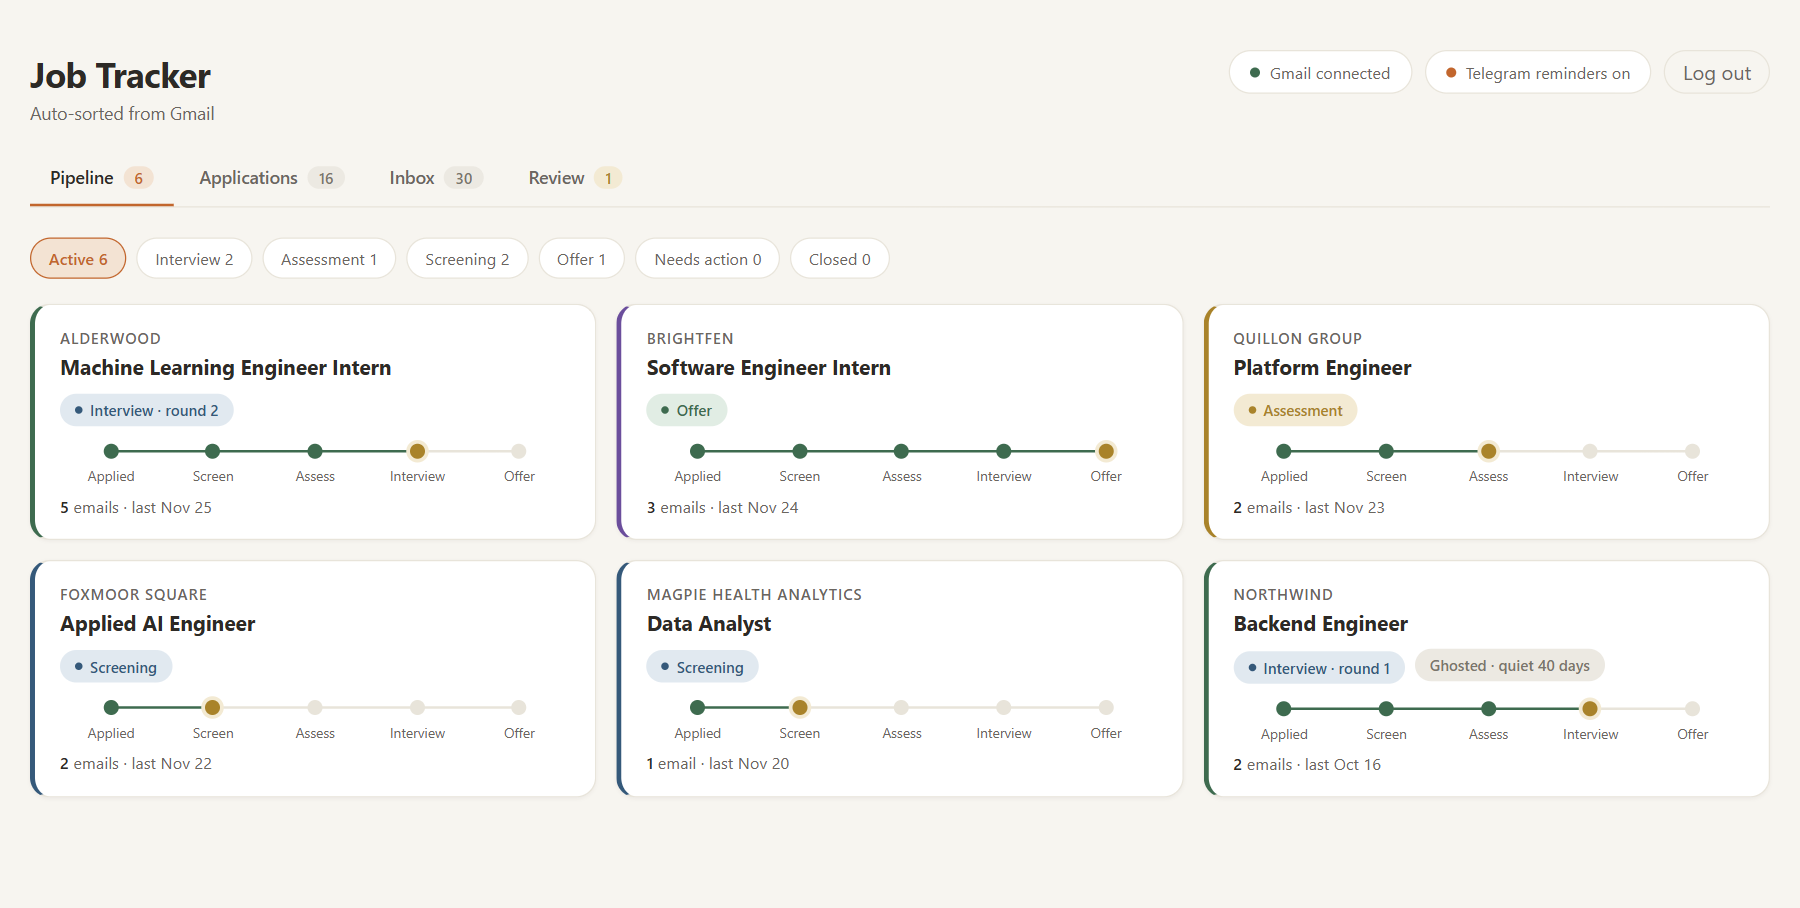 Job Tracker
Auto-sorted from Gmail
Gmail connected
Telegram reminders on
Log out
Pipeline 6
Applications 16
Inbox 30
Review 1
Active 6
Interview 2
Assessment 1
Screening 2
Offer 1
Needs action 0
Closed 0
ALDERWOOD
Machine Learning Engineer Intern
Interview · round 2
Applied Screen Assess Interview Offer
5 emails · last Nov 25
BRIGHTFEN
Software Engineer Intern
Offer
Applied Screen Assess Interview Offer
3 emails · last Nov 24
QUILLON GROUP
Platform Engineer
Assessment
Applied Screen Assess Interview Offer
2 emails · last Nov 23
FOXMOOR SQUARE
Applied AI Engineer
Screening
Applied Screen Assess Interview Offer
2 emails · last Nov 22
MAGPIE HEALTH ANALYTICS
Data Analyst
Screening
Applied Screen Assess Interview Offer
1 email · last Nov 20
NORTHWIND
Backend Engineer
Interview · round 1
Ghosted · quiet 40 days
Applied Screen Assess Interview Offer
2 emails · last Oct 16